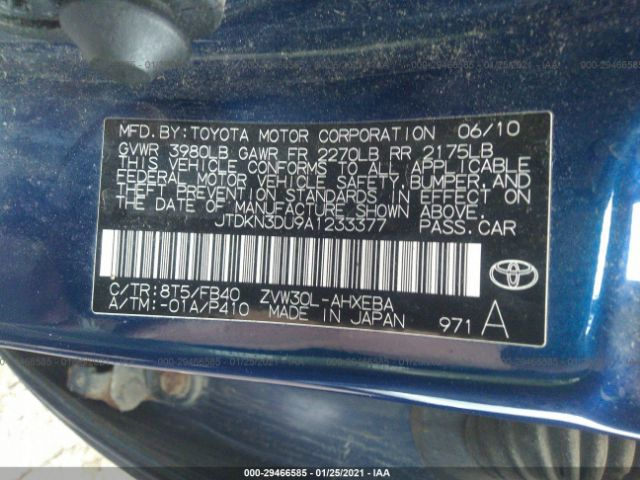 MFD. BY: TOYOTA MOTOR CORPORATION 06/10
GVWR 3980LB GAWR FR 2270LB RR 2175LB
THIS VEHICLE CONFORMS TO ALL APPLICABLE
FEDERAL MOTOR VEHICLE SAFETY, BUMPER, AND
THEFT PREVENTION STANDARDS IN EFFECT ON
THE DATE OF MANUFACTURE SHOWN ABOVE.
JTDKN3DU9A1233377 PASS.CAR
C/TR:8T5/FB40 ZVW30L-AHXEBA
A/TM:-01A/P410 MADE IN JAPAN
971 A
TOYOTA
000-29466585 - 01/25/2021 - IAA